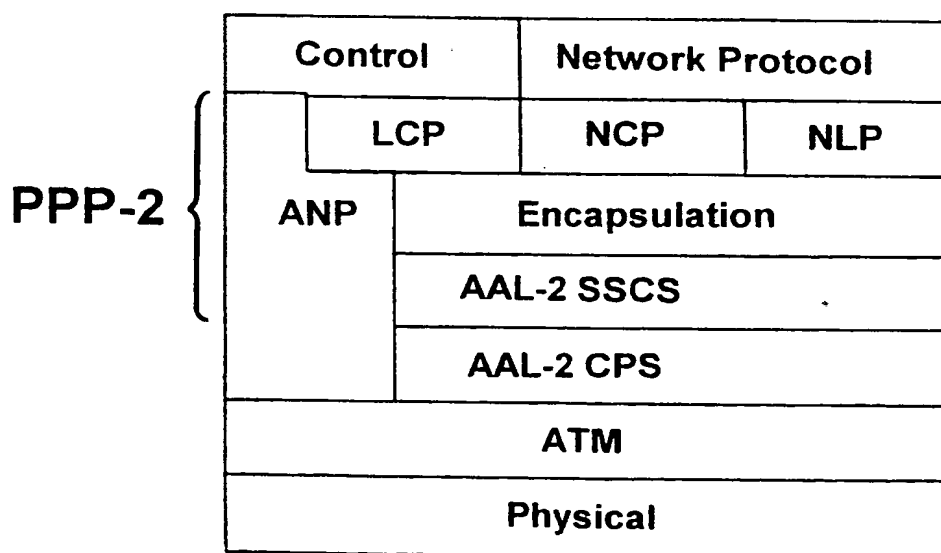 Control Network Protocol
LCP NCP NLP
PPP-2 ANP Encapsulation
AAL-2 SSCS
AAL-2 CPS
ATM
Physical